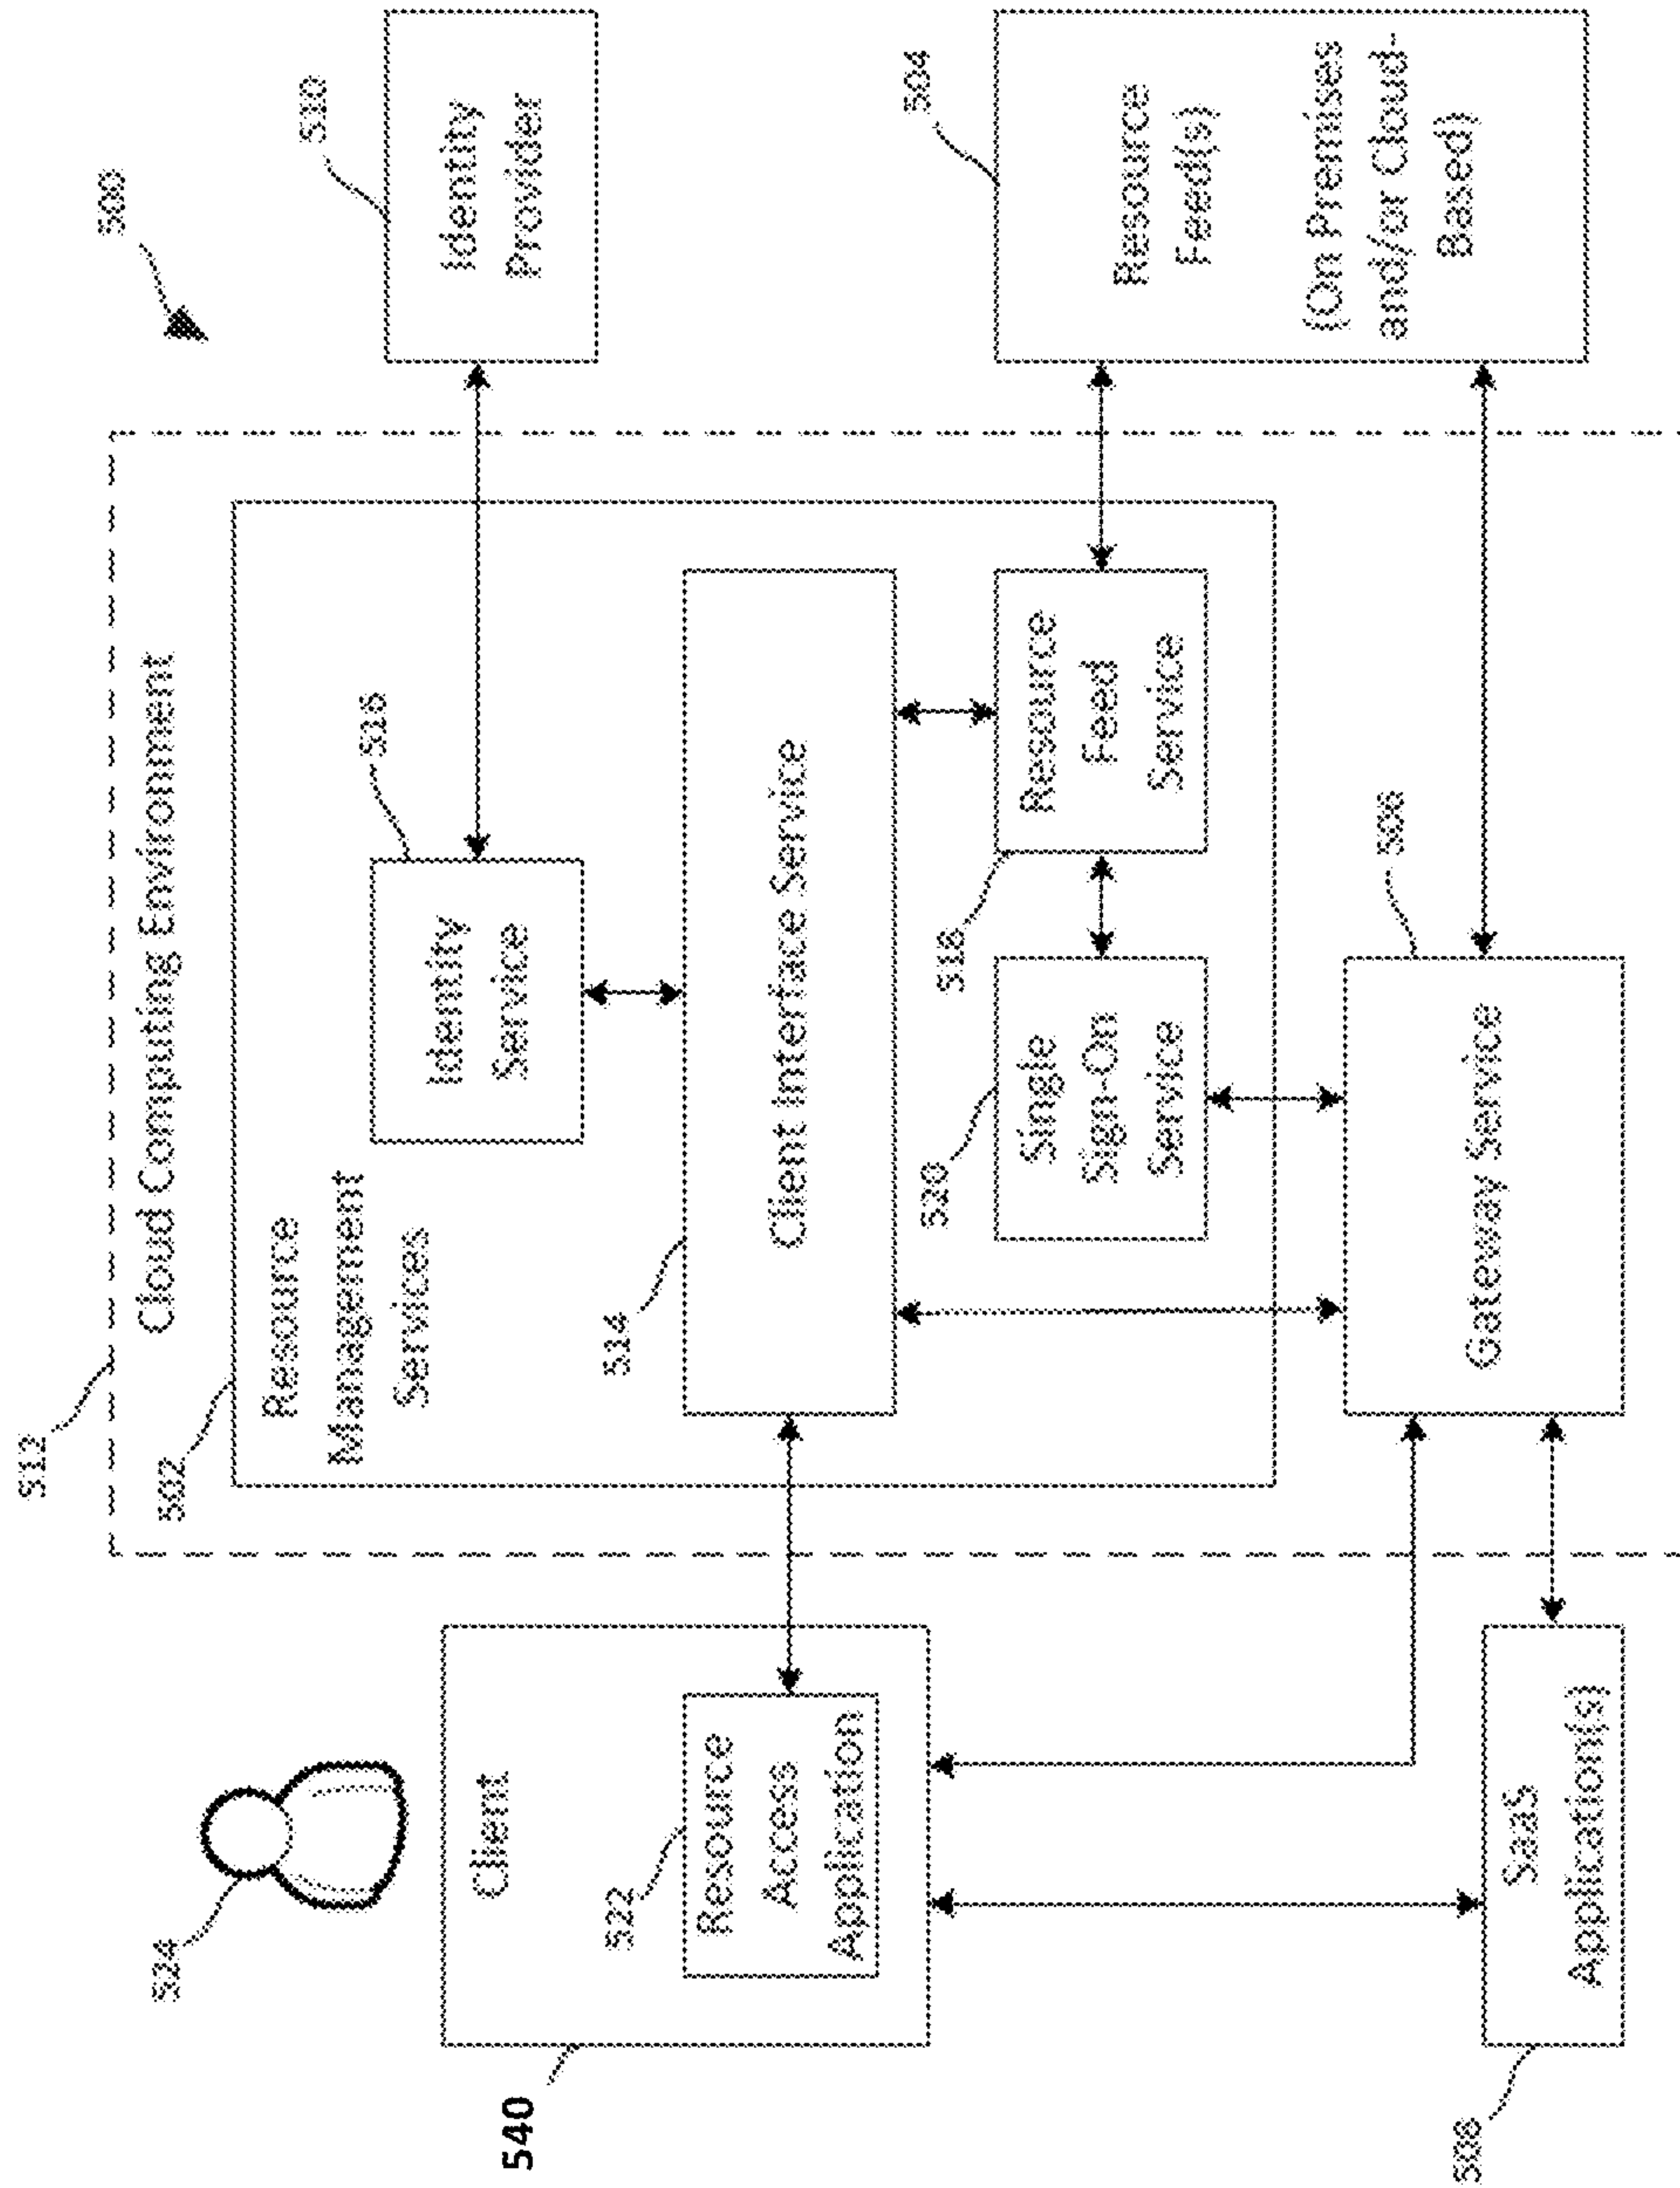 512
500
Cloud Computing Environment
524
502
Resource
Management
Services
510
516
Identity
Service
Identity
Provider
Client
540
522
514
Resource
Access
Application
Client Interface Service
520
518
504
Single
Sign-On
Service
Resource
Feed
Service
Resource
Feed(s)
(On Premises
and/or Cloud-
Based)
506
Gateway Service
508
SaaS
Application(s)